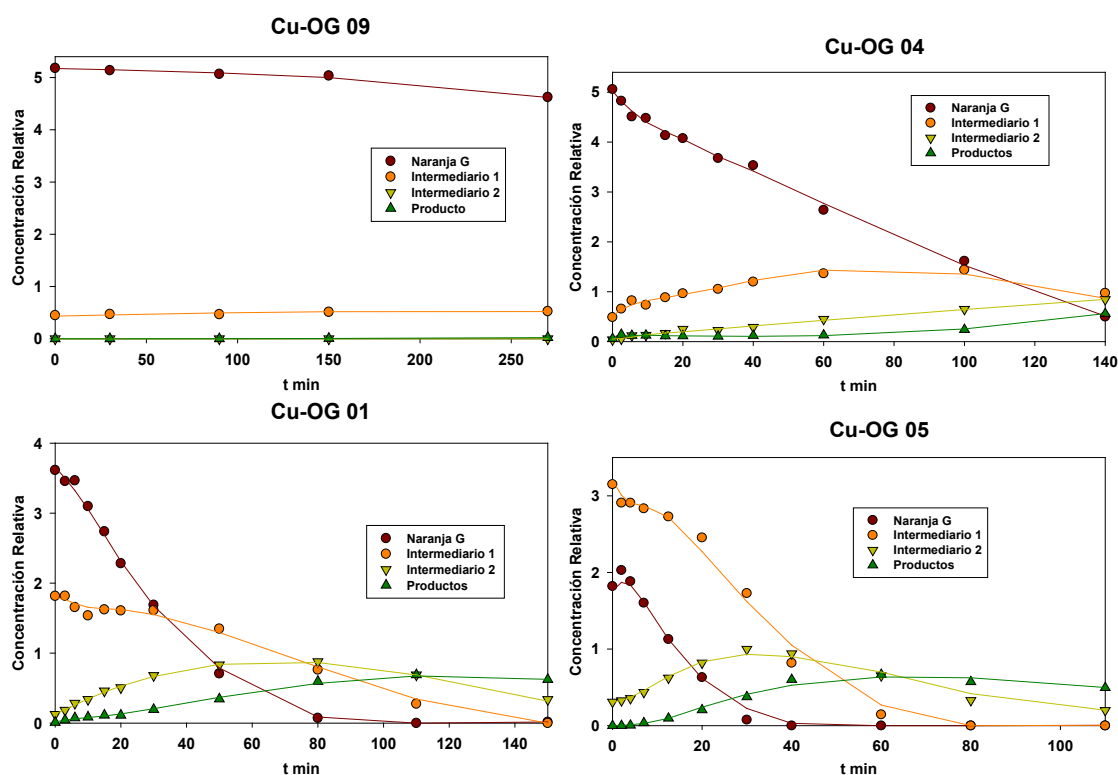 Cu-OG 09
Concentración Relativa
5
4
3
2
1
0
Naranja G
Intermediario 1
Intermediario 2
Producto
0 50 100 150 200 250
t min
Cu-OG 04
Concentración Relativa
5
4
3
2
1
0
Naranja G
Intermediario 1
Intermediario 2
Productos
0 20 40 60 80 100 120 140
t min
Cu-OG 01
Concentración Relativa
4
3
2
1
0
Naranja G
Intermediario 1
Intermediario 2
Productos
0 20 40 60 80 100 120 140
t min
Cu-OG 05
Concentración Relativa
3
2
1
0
Naranja G
Intermediario 1
Intermediario 2
Productos
0 20 40 60 80 100
t min